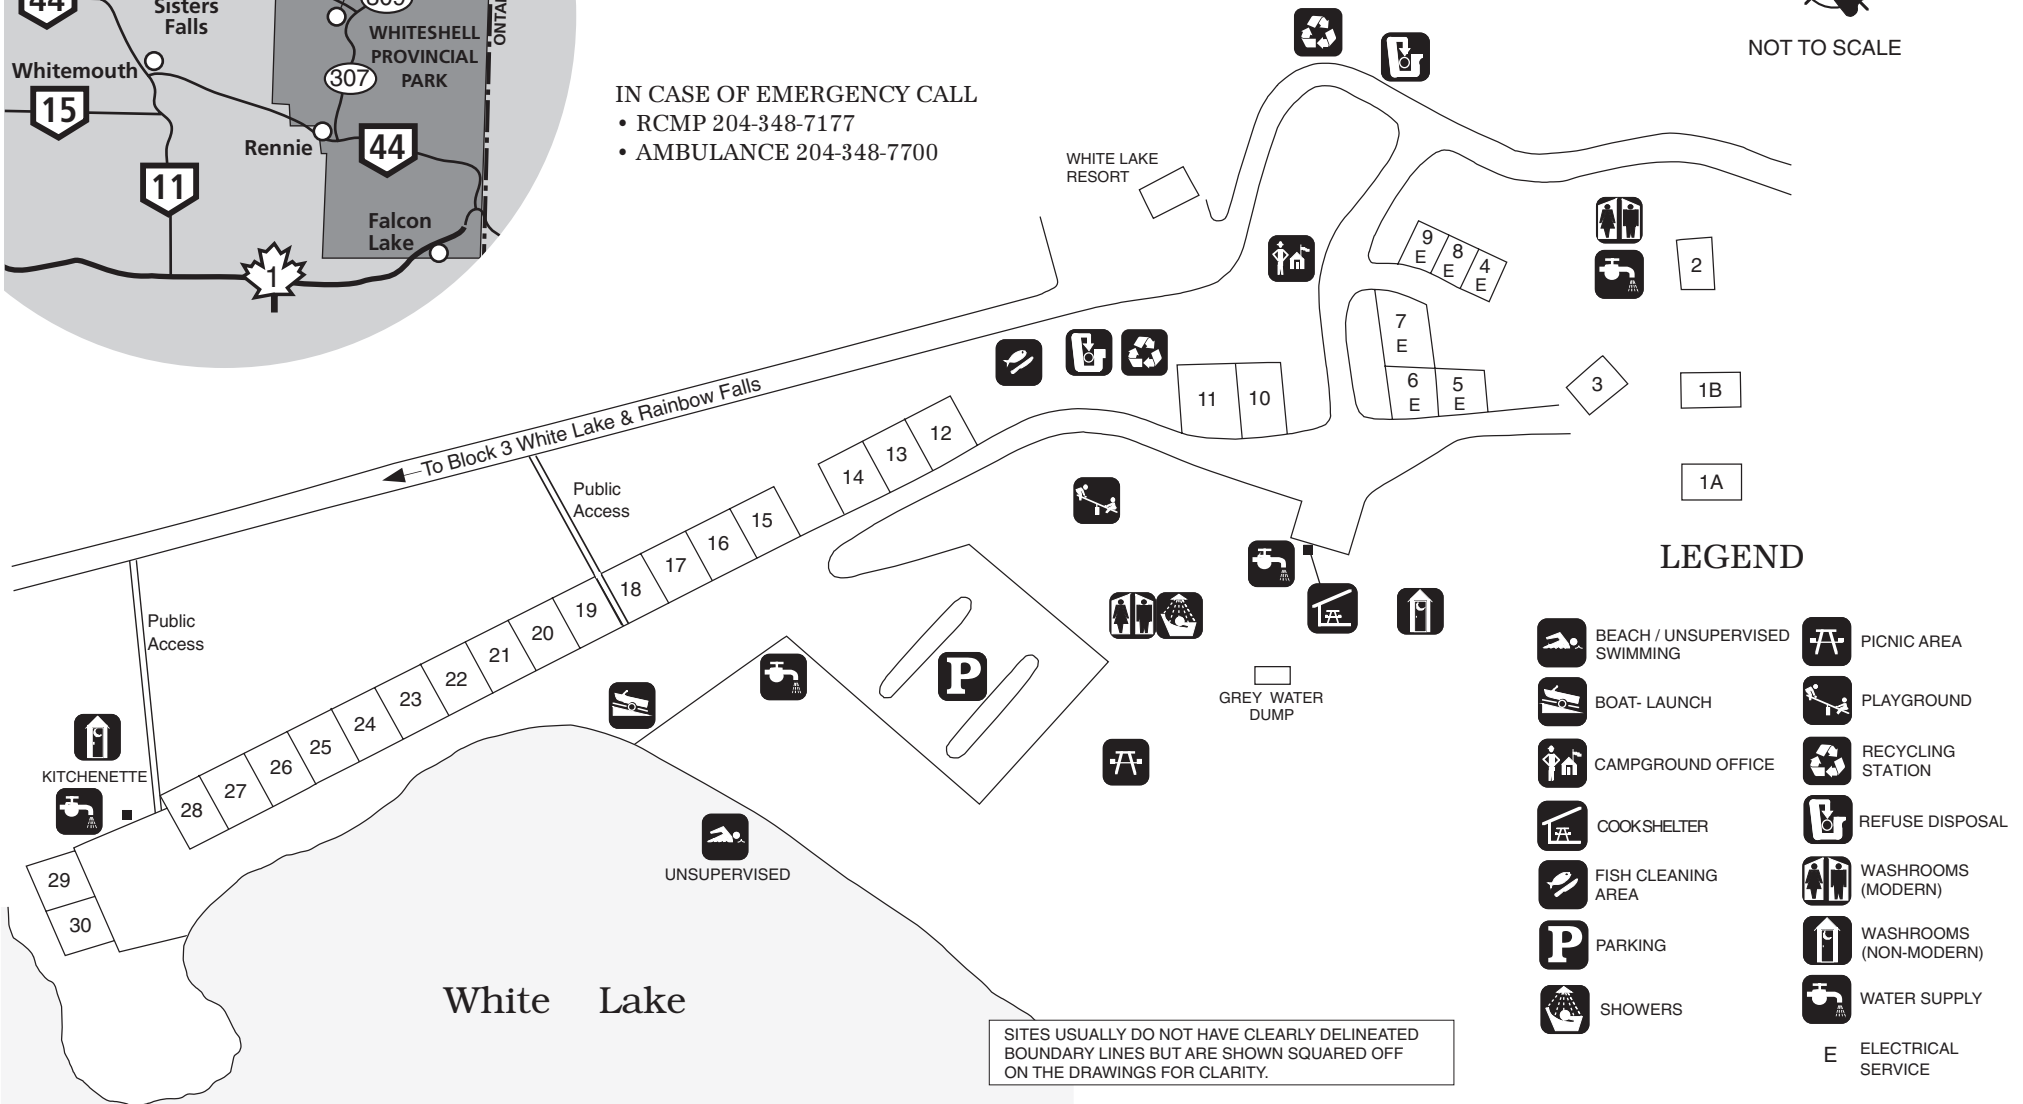 44
Sisters
Falls
309
ONTA
WHITESHELL
PROVINCIAL
PARK
Whitemouth
307
15
Rennie
44
11
Falcon
Lake
1
IN CASE OF EMERGENCY CALL
• RCMP 204-348-7177
• AMBULANCE 204-348-7700
NOT TO SCALE
WHITE LAKE
RESORT
9
E
8
E
4
E
2
7
E
6
E
5
E
3
1B
1A
11
10
To Block 3 White Lake & Rainbow Falls
12
13
14
15
16
17
18
19
20
21
22
23
24
25
26
27
28
29
30
Public
Access
Public
Access
KITCHENETTE
P
GREY WATER
DUMP
UNSUPERVISED
White Lake
SITES USUALLY DO NOT HAVE CLEARLY DELINEATED
BOUNDARY LINES BUT ARE SHOWN SQUARED OFF
ON THE DRAWINGS FOR CLARITY.
LEGEND
BEACH / UNSUPERVISED
SWIMMING
BOAT- LAUNCH
CAMPGROUND OFFICE
COOKSHELTER
FISH CLEANING
AREA
P PARKING
SHOWERS
PICNIC AREA
PLAYGROUND
RECYCLING
STATION
REFUSE DISPOSAL
WASHROOMS
(MODERN)
WASHROOMS
(NON-MODERN)
WATER SUPPLY
E ELECTRICAL
SERVICE